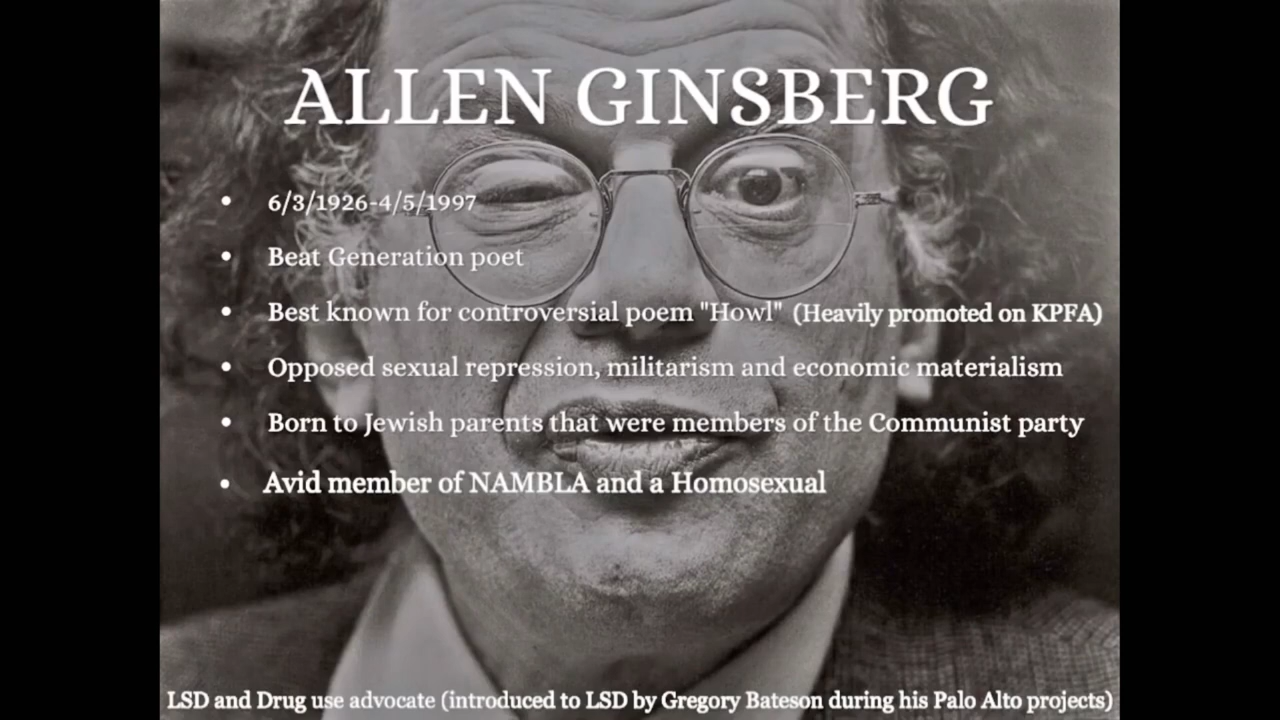 ALLEN GINSBERG
• 6/3/1926-4/5/1997
• Beat Generation poet
• Best known for controversial poem "Howl" (Heavily promoted on KPFA)
• Opposed sexual repression, militarism and economic materialism
• Born to Jewish parents that were members of the Communist party
• Avid member of NAMBLA and a Homosexual
LSD and Drug use advocate (introduced to LSD by Gregory Bateson during his Palo Alto projects)